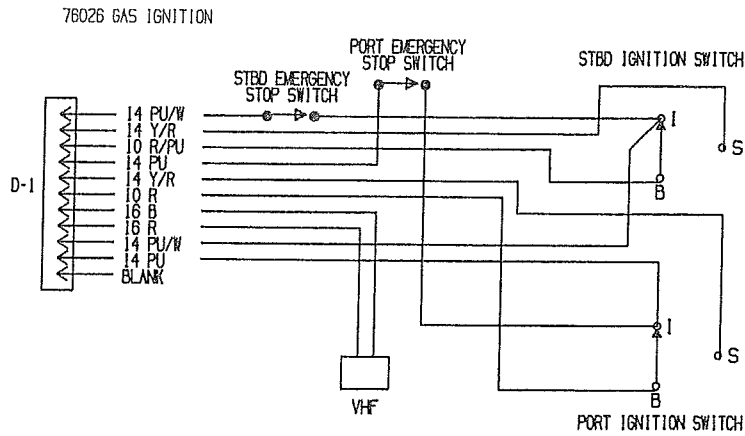 76026 GAS IGNITION
PORT EMERGENCY
STOP SWITCH
STBD IGNITION SWITCH
STBD EMERGENCY
STOP SWITCH
14 PU/W
14 Y/R
10 R/PU
14 PU
14 Y/R
10 R
16 B
16 R
14 PU/W
14 PU
BLANK
D-1
I
S
B
I
S
B
VHF
PORT IGNITION SWITCH